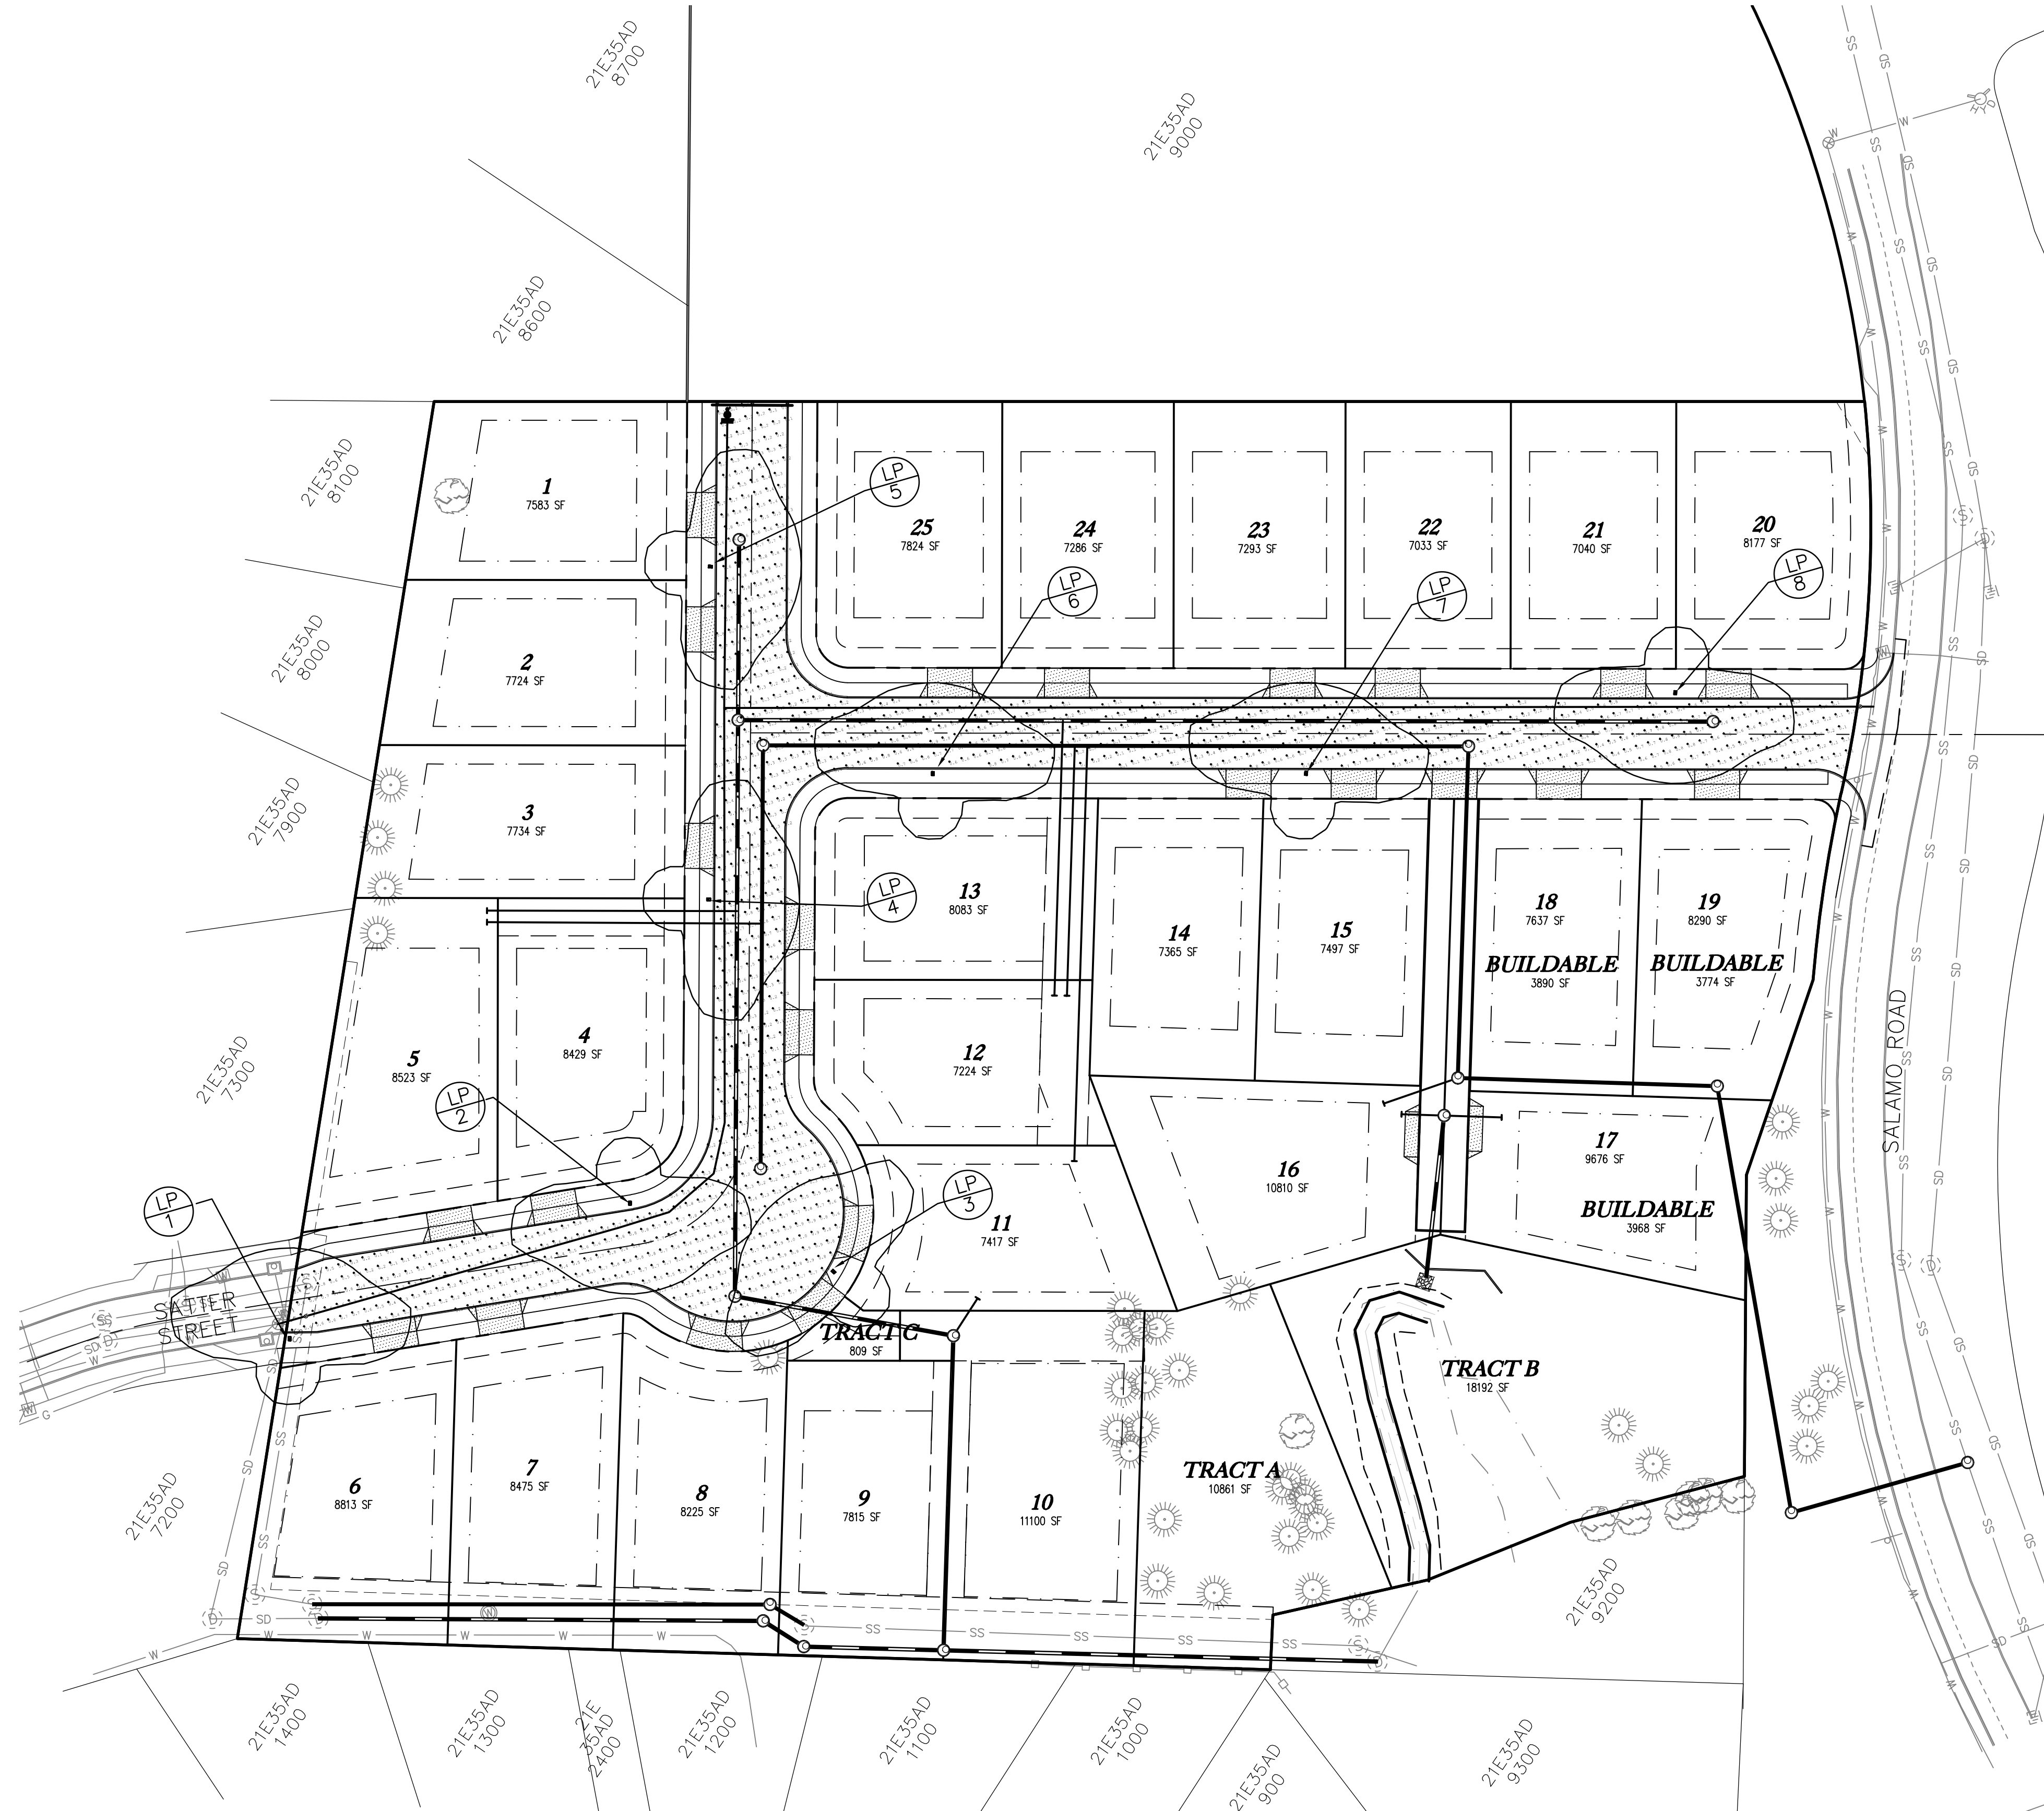 21E35AD
8700
21E35AD
9000
21E35AD
8600
21E35AD
8100
21E35AD
8000
21E35AD
7900
21E35AD
7300
21E35AD
7200
1
7583 SF
2
7724 SF
3
7734 SF
4
8429 SF
5
8523 SF
25
7824 SF
24
7286 SF
23
7293 SF
22
7033 SF
21
7040 SF
20
8177 SF
LP
5
LP
6
LP
7
LP
8
LP
4
LP
2
LP
3
LP
1
13
8083 SF
12
7224 SF
14
7365 SF
15
7497 SF
18
7637 SF
BUILDABLE
3890 SF
19
8290 SF
BUILDABLE
3774 SF
17
9676 SF
BUILDABLE
3968 SF
16
10810 SF
11
7417 SF
SATTER
STREET
SALAMO ROAD
TRACT C
809 SF
TRACT B
18192 SF
TRACT A
10861 SF
6
8813 SF
7
8475 SF
8
8225 SF
9
7815 SF
10
11100 SF
21E35AD
9200
21E35AD
1400
21E35AD
1300
21E
35AD
2400
21E35AD
1200
21E35AD
1100
21E35AD
1000
21E35AD
900
21E35AD
9300
HYD
W
SS
SD
G